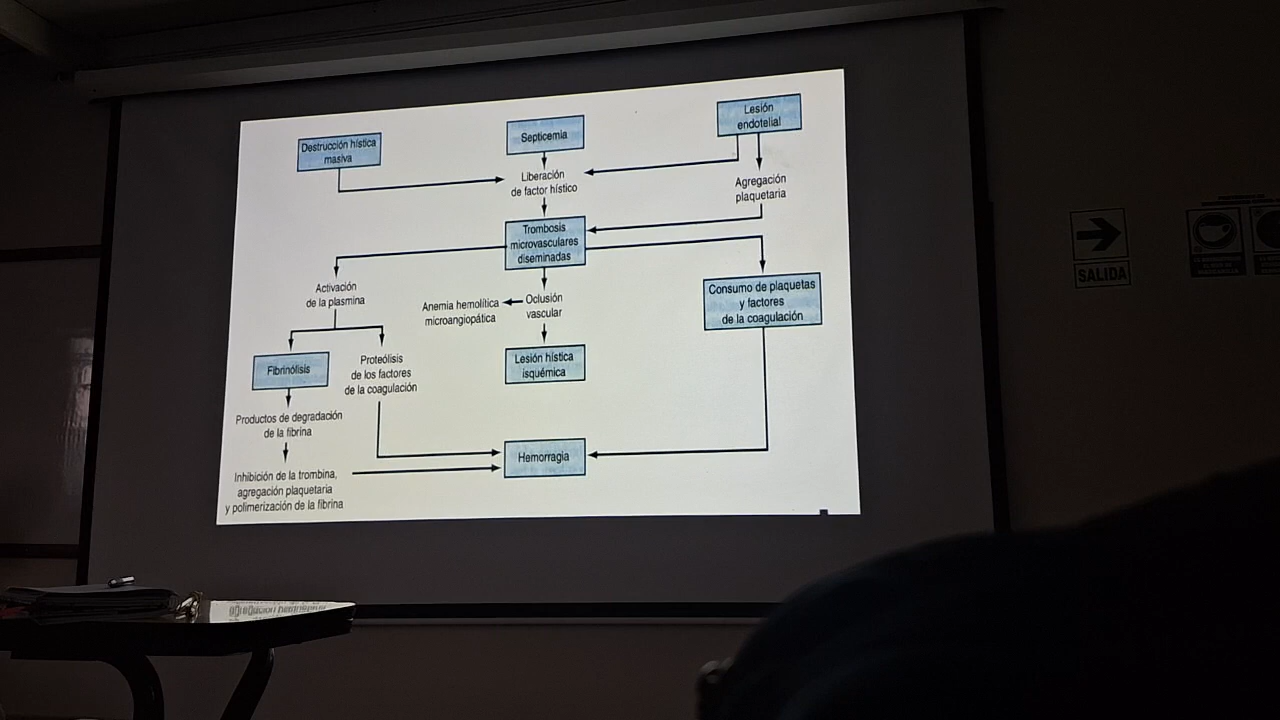 Destrucción hística
masiva
Septicemia
Lesión
endotelial
Liberación
de factor hístico
Agregación
plaquetaria
Trombosis
microvasculares
diseminadas
Activación
de la plasmina
Anemia hemolítica
microangiopática
Oclusión
vascular
Consumo de plaquetas
y factores
de la coagulación
Fibrinólisis
Proteólisis
de los factores
de la coagulación
Lesión hística
isquémica
Productos de degradación
de la fibrina
Hemorragia
Inhibición de la trombina,
agregación plaquetaria
y polimerización de la fibrina
SALIDA